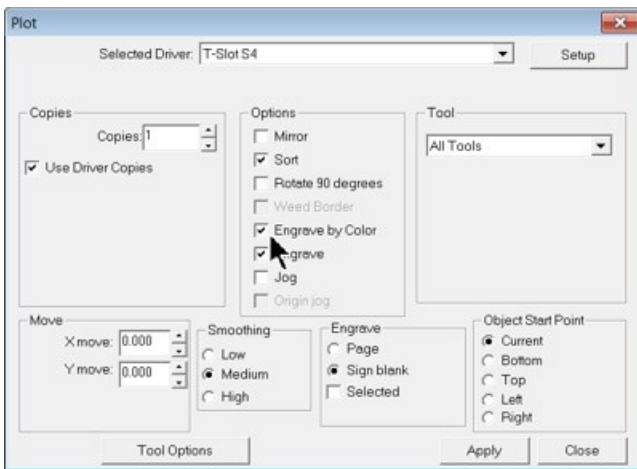 Plot
Selected Driver: T-Slot S4
Setup
Copies
Copies: 1
Use Driver Copies
Options
Mirror
Sort
Rotate 90 degrees
Weed Border
Engrave by Color
Engrave
Jog
Origin jog
Tool
All Tools
Move
X move: 0.000
Y move: 0.000
Smoothing
Low
Medium
High
Engrave
Page
Sign blank
Selected
Object Start Point
Current
Bottom
Top
Left
Right
Tool Options
Apply
Close